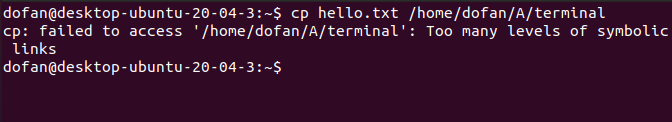 dofan@desktop-ubuntu-20-04-3:~$ cp hello.txt /home/dofan/A/terminal
cp: failed to access '/home/dofan/A/terminal': Too many levels of symbolic
 links
dofan@desktop-ubuntu-20-04-3:~$